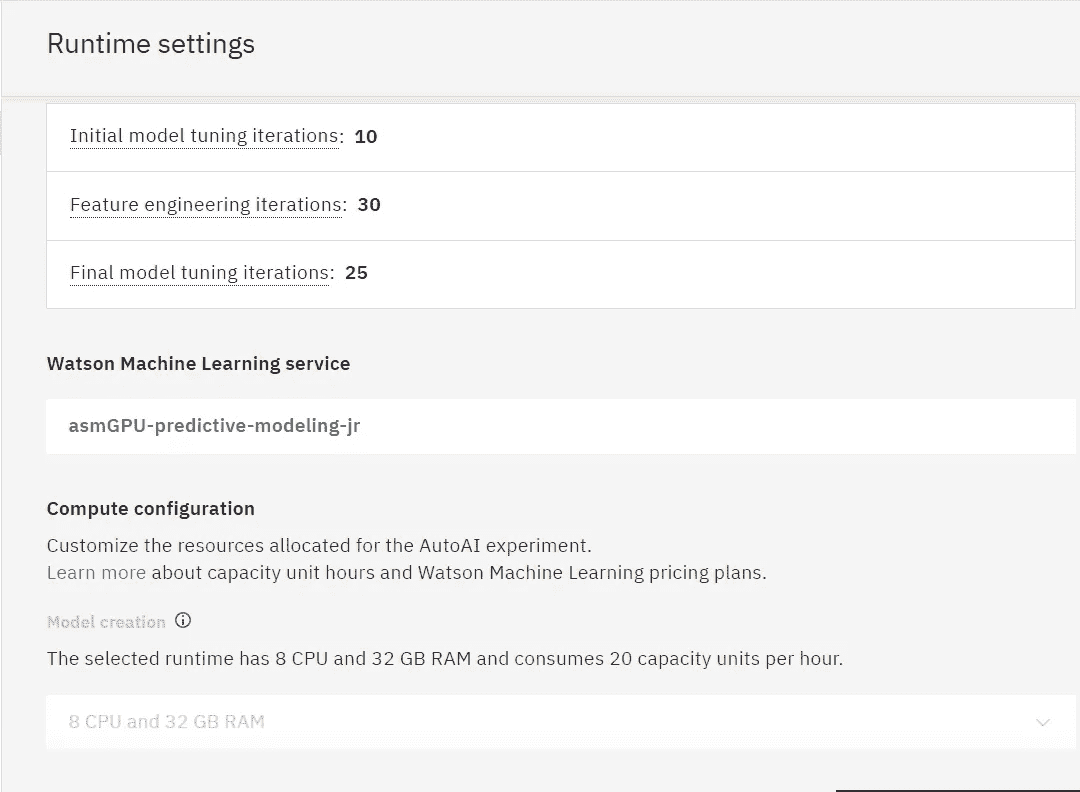 Runtime settings
Initial model tuning iterations: 10
Feature engineering iterations: 30
Final model tuning iterations: 25
Watson Machine Learning service
asmGPU-predictive-modeling-jr
Compute configuration
Customize the resources allocated for the AutoAI experiment.
Learn more about capacity unit hours and Watson Machine Learning pricing plans.
Model creation
The selected runtime has 8 CPU and 32 GB RAM and consumes 20 capacity units per hour.
8 CPU and 32 GB RAM